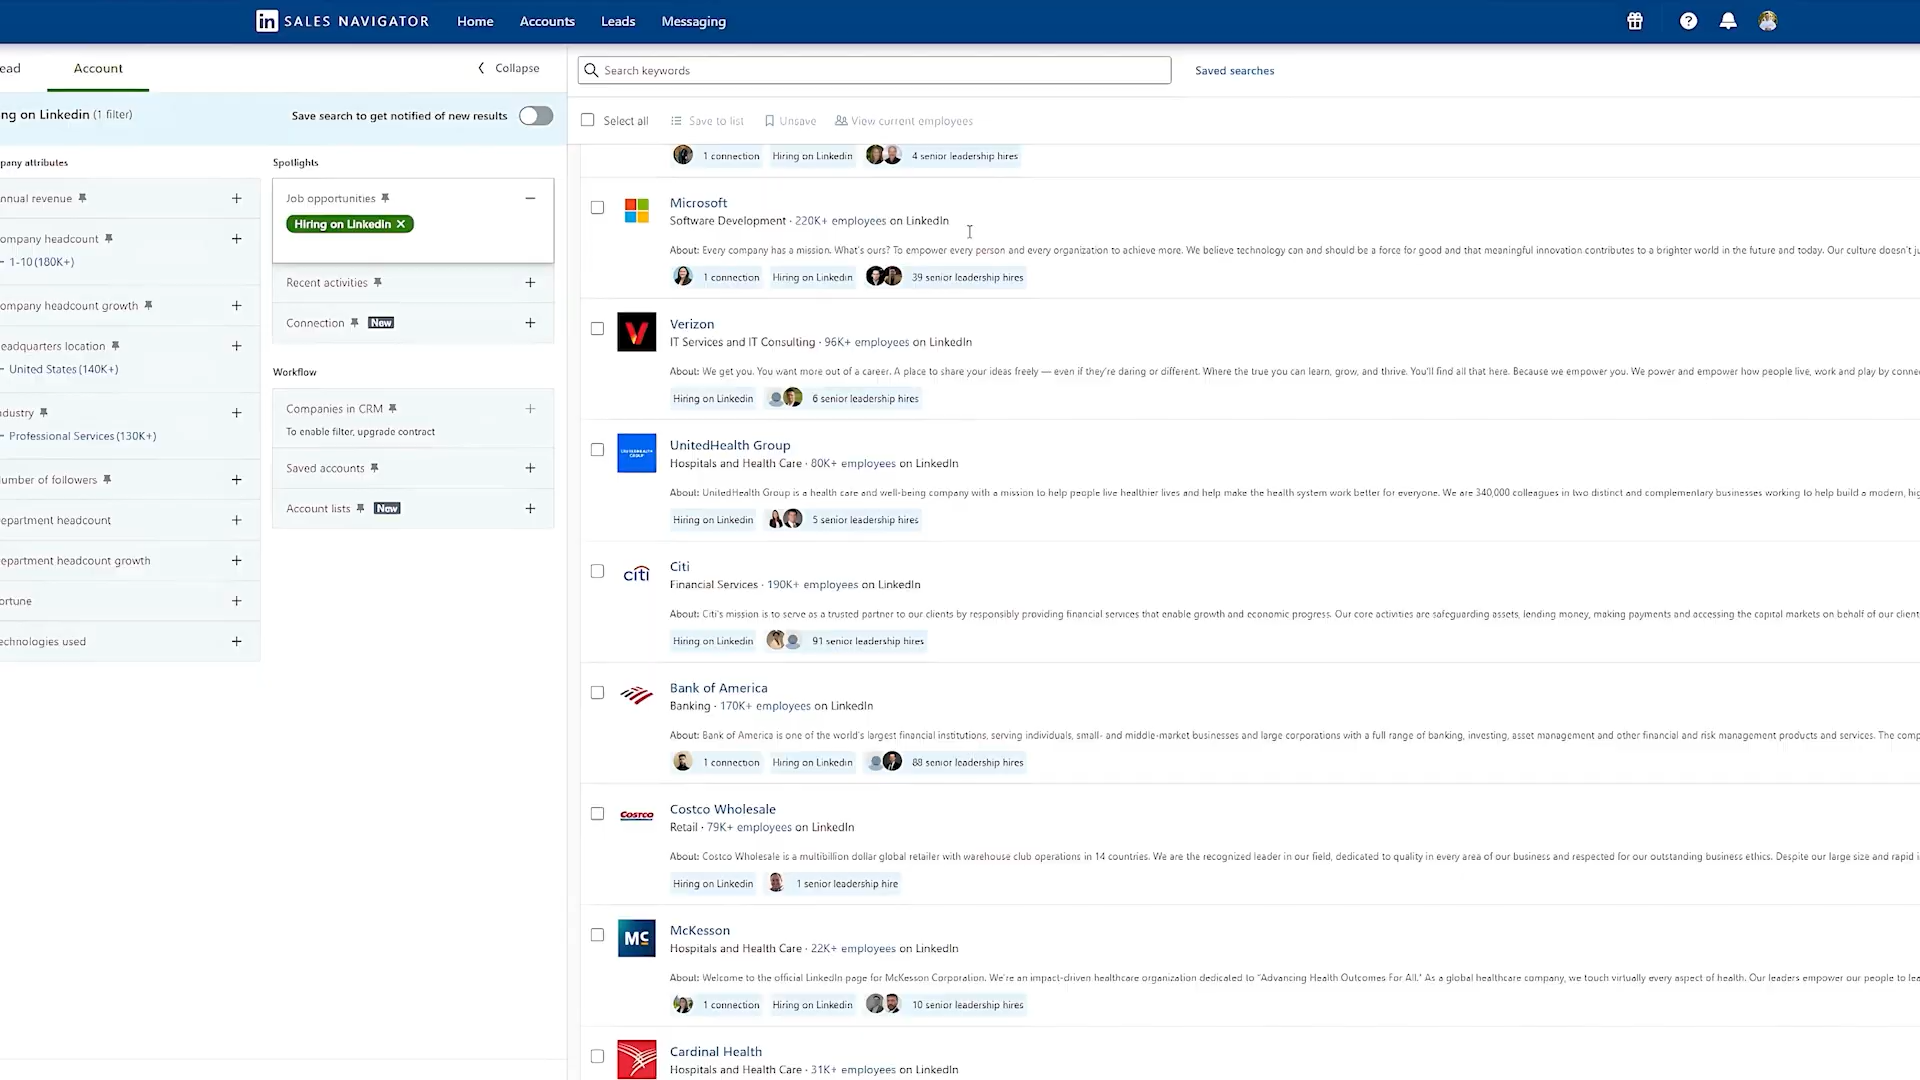 in SALES NAVIGATOR Home Accounts Leads Messaging
ead Account Collapse
Search keywords
Saved searches
ng on Linkedin (1 filter)
Save search to get notified of new results
Select all Save to list Unsave View current employees
pany attributes
nnual revenue
ompany headcount
1-10 (180K+)
ompany headcount growth
eadquarters location
United States (140K+)
ndustry
Professional Services (130K+)
umber of followers
epartment headcount
epartment headcount growth
ortune
echnologies used
Spotlights
Job opportunities
Hiring on Linkedin
Recent activities
Connection New
Workflow
Companies in CRM
To enable filter, upgrade contract
Saved accounts
Account lists New
1 connection Hiring on Linkedin 4 senior leadership hires
Microsoft
Software Development · 220K+ employees on LinkedIn
About: Every company has a mission. What's ours? To empower every person and every organization to achieve more. We believe technology can and should be a force for good and that meaningful innovation contributes to a brighter world in the future and today. Our culture doesn't ju
1 connection Hiring on Linkedin 39 senior leadership hires
Verizon
IT Services and IT Consulting · 96K+ employees on LinkedIn
About: We get you. You want more out of a career. A place to share your ideas freely — even if they're daring or different. Where the true you can learn, grow, and thrive. You'll find all that here. Because we empower you. We power and empower how people live, work and play by connec
Hiring on Linkedin 6 senior leadership hires
UNITEDHEALTH GROUP
UnitedHealth Group
Hospitals and Health Care · 80K+ employees on LinkedIn
About: UnitedHealth Group is a health care and well-being company with a mission to help people live healthier lives and help make the health system work better for everyone. We are 340,000 colleagues in two distinct and complementary businesses working to help build a modern, hig
Hiring on Linkedin 5 senior leadership hires
citi
Citi
Financial Services · 190K+ employees on LinkedIn
About: Citi's mission is to serve as a trusted partner to our clients by responsibly providing financial services that enable growth and economic progress. Our core activities are safeguarding assets, lending money, making payments and accessing the capital markets on behalf of our client
Hiring on Linkedin 91 senior leadership hires
Bank of America
Banking · 170K+ employees on LinkedIn
About: Bank of America is one of the world's largest financial institutions, serving individuals, small- and middle-market businesses and large corporations with a full range of banking, investing, asset management and other financial and risk management products and services. The comp
1 connection Hiring on Linkedin 88 senior leadership hires
COSTCO
Costco Wholesale
Retail · 79K+ employees on LinkedIn
About: Costco Wholesale is a multibillion dollar global retailer with warehouse club operations in 14 countries. We are the recognized leader in our field, dedicated to quality in every area of our business and respected for our outstanding business ethics. Despite our large size and rapid i
Hiring on Linkedin 1 senior leadership hire
MC
McKesson
Hospitals and Health Care · 22K+ employees on LinkedIn
About: Welcome to the official LinkedIn page for McKesson Corporation. We're an impact-driven healthcare organization dedicated to "Advancing Health Outcomes For All." As a global healthcare company, we touch virtually every aspect of health. Our leaders empower our people to lea
1 connection Hiring on Linkedin 10 senior leadership hires
Cardinal Health
Hospitals and Health Care · 31K+ employees on LinkedIn